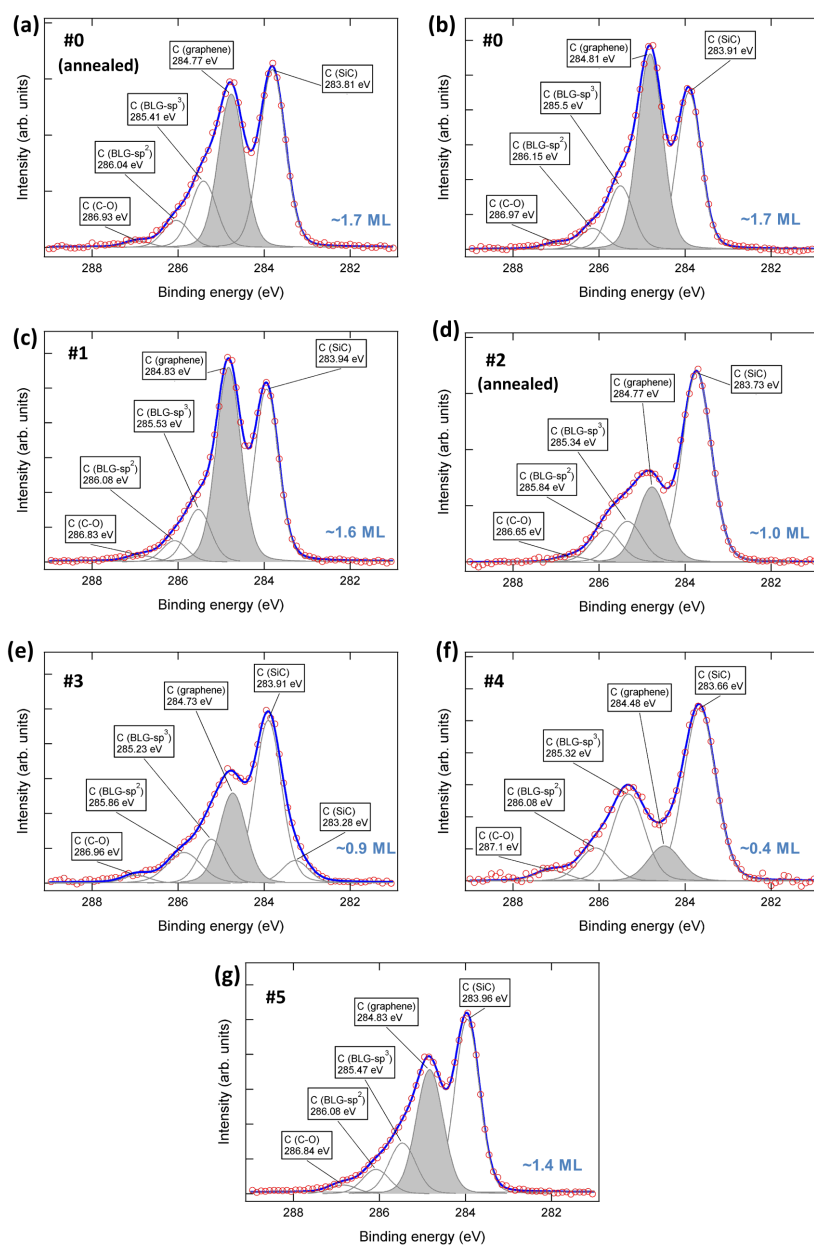 (a)
#0
(annealed)
C (graphene)
284.77 eV
C (SiC)
283.81 eV
C (BLG-sp3)
285.41 eV
C (BLG-sp2)
286.04 eV
C (C-O)
286.93 eV
~1.7 ML
Intensity (arb. units)
288
286
284
282
Binding energy (eV)
(b)
#0
C (graphene)
284.81 eV
C (SiC)
283.91 eV
C (BLG-sp3)
285.5 eV
C (BLG-sp2)
286.15 eV
C (C-O)
286.97 eV
~1.7 ML
Intensity (arb. units)
288
286
284
282
Binding energy (eV)
(c)
#1
C (graphene)
284.83 eV
C (SiC)
283.94 eV
C (BLG-sp3)
285.53 eV
C (BLG-sp2)
286.08 eV
C (C-O)
286.83 eV
~1.6 ML
Intensity (arb. units)
288
286
284
282
Binding energy (eV)
(d)
#2
(annealed)
C (SiC)
283.73 eV
C (graphene)
284.77 eV
C (BLG-sp3)
285.34 eV
C (BLG-sp2)
285.84 eV
C (C-O)
286.65 eV
~1.0 ML
Intensity (arb. units)
288
286
284
282
Binding energy (eV)
(e)
#3
C (SiC)
283.91 eV
C (graphene)
284.73 eV
C (BLG-sp3)
285.23 eV
C (BLG-sp2)
285.86 eV
C (C-O)
286.96 eV
C (SiC)
283.28 eV
~0.9 ML
Intensity (arb. units)
288
286
284
282
Binding energy (eV)
(f)
#4
C (SiC)
283.66 eV
C (graphene)
284.48 eV
C (BLG-sp3)
285.32 eV
C (BLG-sp2)
286.08 eV
C (C-O)
287.1 eV
~0.4 ML
Intensity (arb. units)
288
286
284
282
Binding energy (eV)
(g)
#5
C (SiC)
283.96 eV
C (graphene)
284.83 eV
C (BLG-sp3)
285.47 eV
C (BLG-sp2)
286.08 eV
C (C-O)
286.84 eV
~1.4 ML
Intensity (arb. units)
288
286
284
282
Binding energy (eV)